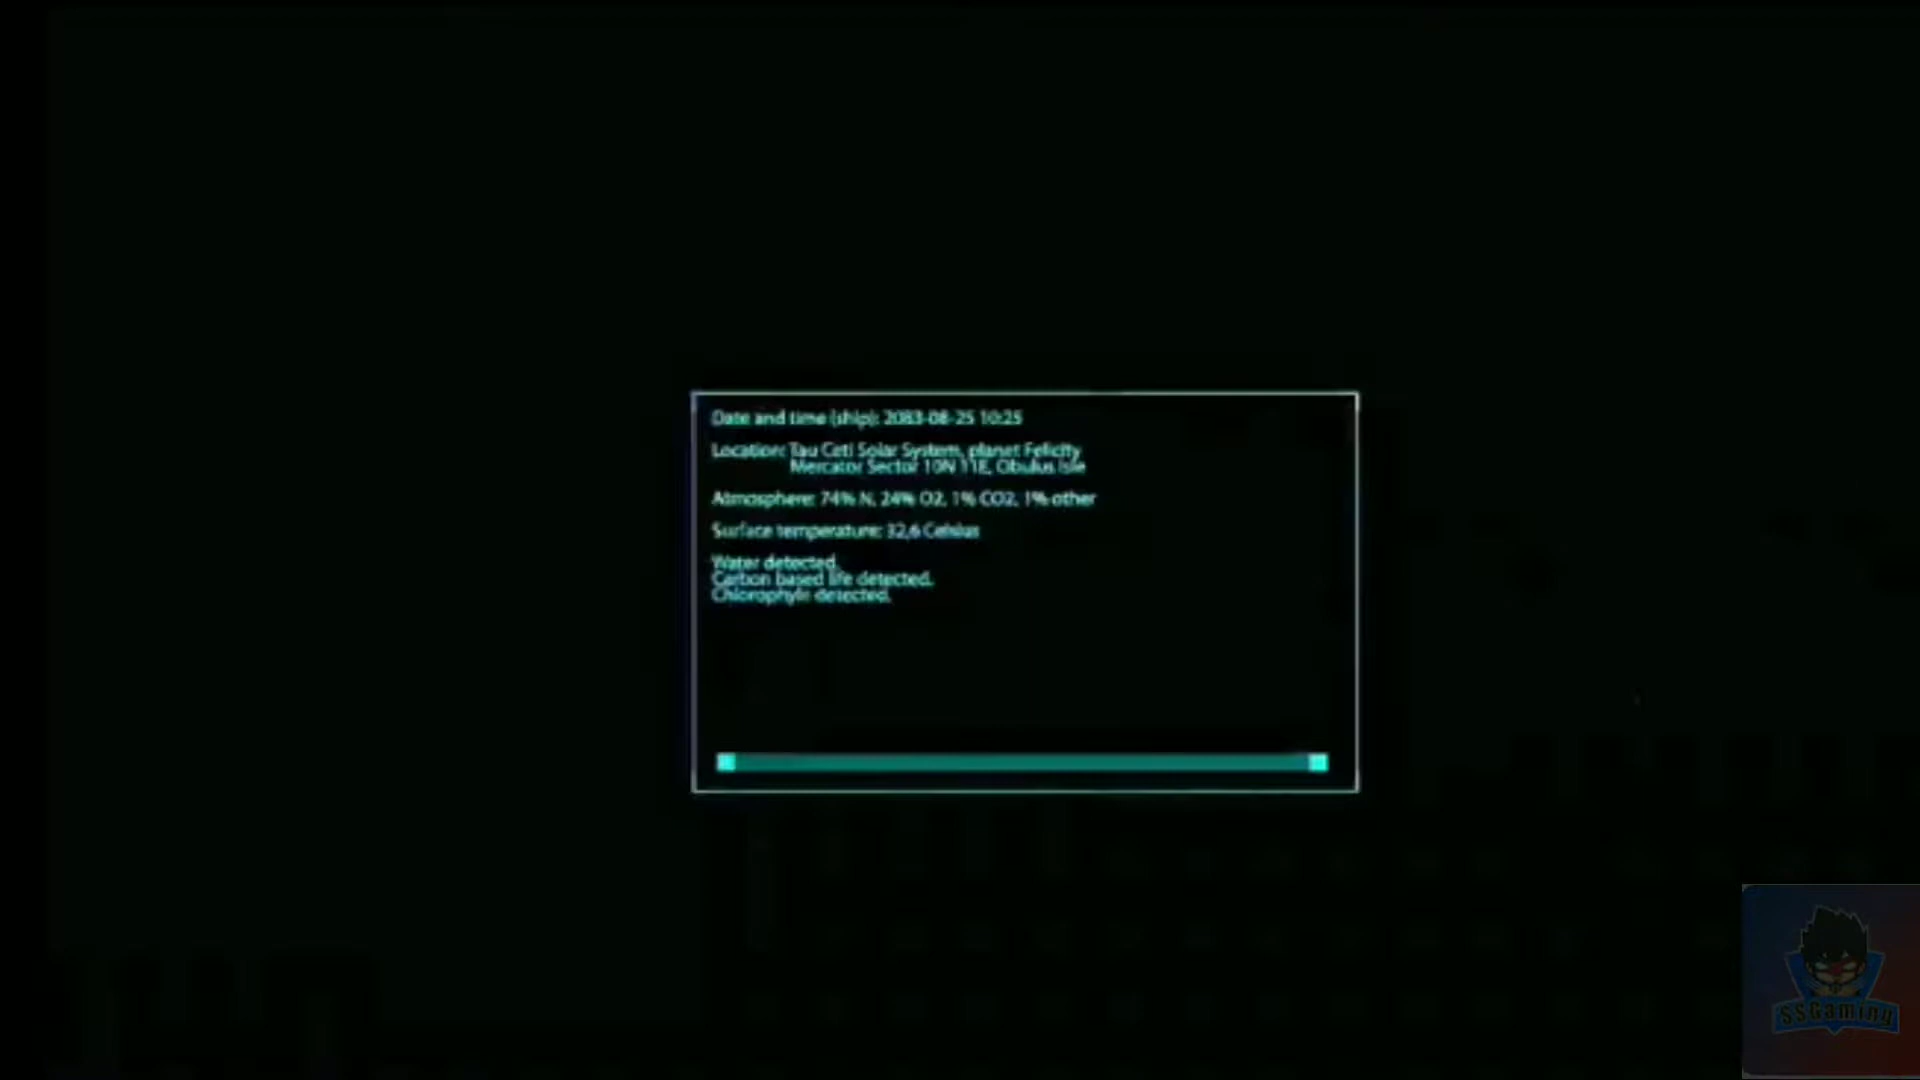 Date and time (ship): 2083-08-25 10:25
Location: Tau Ceti Solar System, planet Felicity
Mercator Sector 10N 11E, Obulus Isle
Atmosphere: 74% N, 24% O2, 1% CO2, 1% other
Surface temperature: 32,6 Celsius
Water detected.
Carbon based life detected.
Chlorophyle detected.
SSGaming